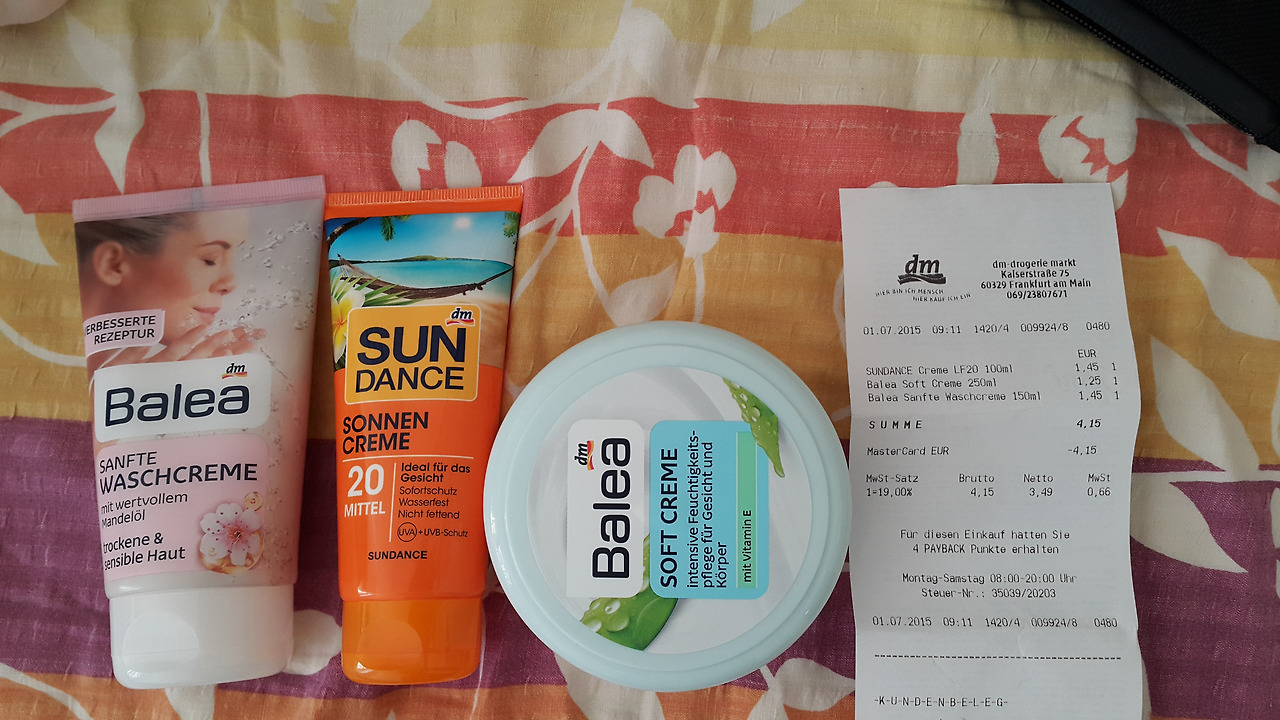 VERBESSERTE
REZEPTUR
dm
Balea
SANFTE
WASCHCREME
mit wertvollem
Mandelöl
trockene &
sensible Haut
dm
SUN
DANCE
SONNEN
CREME
20
MITTEL
Ideal für das
Gesicht
Sofortschutz
Wasserfest
Nicht fettend
UVA +UVB-Schutz
SUNDANCE
dm
Balea
SOFT CREME
intensive Feuchtigkeits-
pflege für Gesicht und
Körper
mit Vitamin E
dm
HIER BIN ICH MENSCH
HIER KAUF ICH EIN
dm-drogerie markt
Kaiserstraße 75
60329 Frankfurt am Main
069/23807671
01.07.2015 09:11 1420/4 009924/8 0480
EUR
SUNDANCE Creme LF20 100ml 1,45 1
Balea Soft Creme 250ml 1,25 1
Balea Sanfte Waschcreme 150ml 1,45 1
SUMME 4,15
MasterCard EUR -4,15
MwSt-Satz Brutto Netto MwSt
1=19,00% 4,15 3,49 0,66
Für diesen Einkauf hatten Sie
4 PAYBACK Punkte erhalten
Montag-Samstag 08:00-20:00 Uhr
Steuer-Nr.: 35039/20203
01.07.2015 09:11 1420/4 009924/8 0480
-K-U-N-D-E-N-B-E-L-E-G-